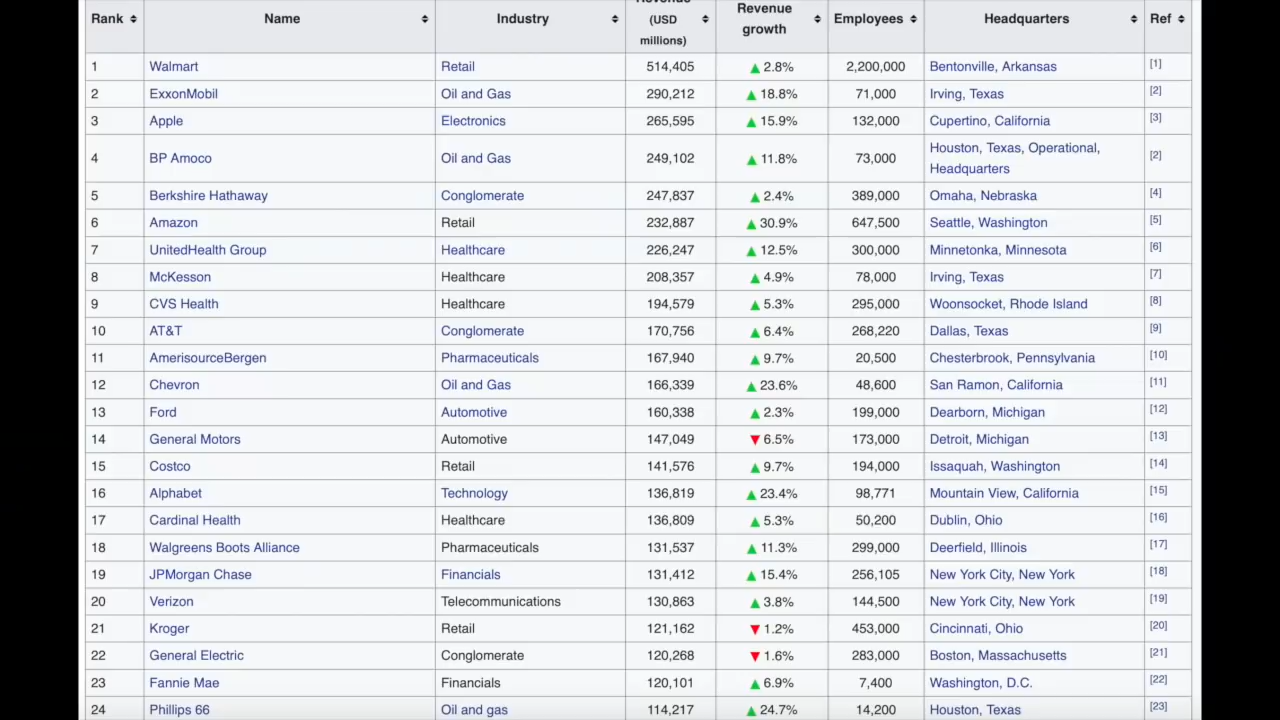 Rank Name Industry Revenue (USD millions) Revenue growth Employees Headquarters Ref
1 Walmart Retail 514,405 ▲ 2.8% 2,200,000 Bentonville, Arkansas [1]
2 ExxonMobil Oil and Gas 290,212 ▲ 18.8% 71,000 Irving, Texas [2]
3 Apple Electronics 265,595 ▲ 15.9% 132,000 Cupertino, California [3]
4 BP Amoco Oil and Gas 249,102 ▲ 11.8% 73,000 Houston, Texas, Operational, Headquarters [2]
5 Berkshire Hathaway Conglomerate 247,837 ▲ 2.4% 389,000 Omaha, Nebraska [4]
6 Amazon Retail 232,887 ▲ 30.9% 647,500 Seattle, Washington [5]
7 UnitedHealth Group Healthcare 226,247 ▲ 12.5% 300,000 Minnetonka, Minnesota [6]
8 McKesson Healthcare 208,357 ▲ 4.9% 78,000 Irving, Texas [7]
9 CVS Health Healthcare 194,579 ▲ 5.3% 295,000 Woonsocket, Rhode Island [8]
10 AT&T Conglomerate 170,756 ▲ 6.4% 268,220 Dallas, Texas [9]
11 AmerisourceBergen Pharmaceuticals 167,940 ▲ 9.7% 20,500 Chesterbrook, Pennsylvania [10]
12 Chevron Oil and Gas 166,339 ▲ 23.6% 48,600 San Ramon, California [11]
13 Ford Automotive 160,338 ▲ 2.3% 199,000 Dearborn, Michigan [12]
14 General Motors Automotive 147,049 ▼ 6.5% 173,000 Detroit, Michigan [13]
15 Costco Retail 141,576 ▲ 9.7% 194,000 Issaquah, Washington [14]
16 Alphabet Technology 136,819 ▲ 23.4% 98,771 Mountain View, California [15]
17 Cardinal Health Healthcare 136,809 ▲ 5.3% 50,200 Dublin, Ohio [16]
18 Walgreens Boots Alliance Pharmaceuticals 131,537 ▲ 11.3% 299,000 Deerfield, Illinois [17]
19 JPMorgan Chase Financials 131,412 ▲ 15.4% 256,105 New York City, New York [18]
20 Verizon Telecommunications 130,863 ▲ 3.8% 144,500 New York City, New York [19]
21 Kroger Retail 121,162 ▼ 1.2% 453,000 Cincinnati, Ohio [20]
22 General Electric Conglomerate 120,268 ▼ 1.6% 283,000 Boston, Massachusetts [21]
23 Fannie Mae Financials 120,101 ▲ 6.9% 7,400 Washington, D.C. [22]
24 Phillips 66 Oil and gas 114,217 ▲ 24.7% 14,200 Houston, Texas [23]